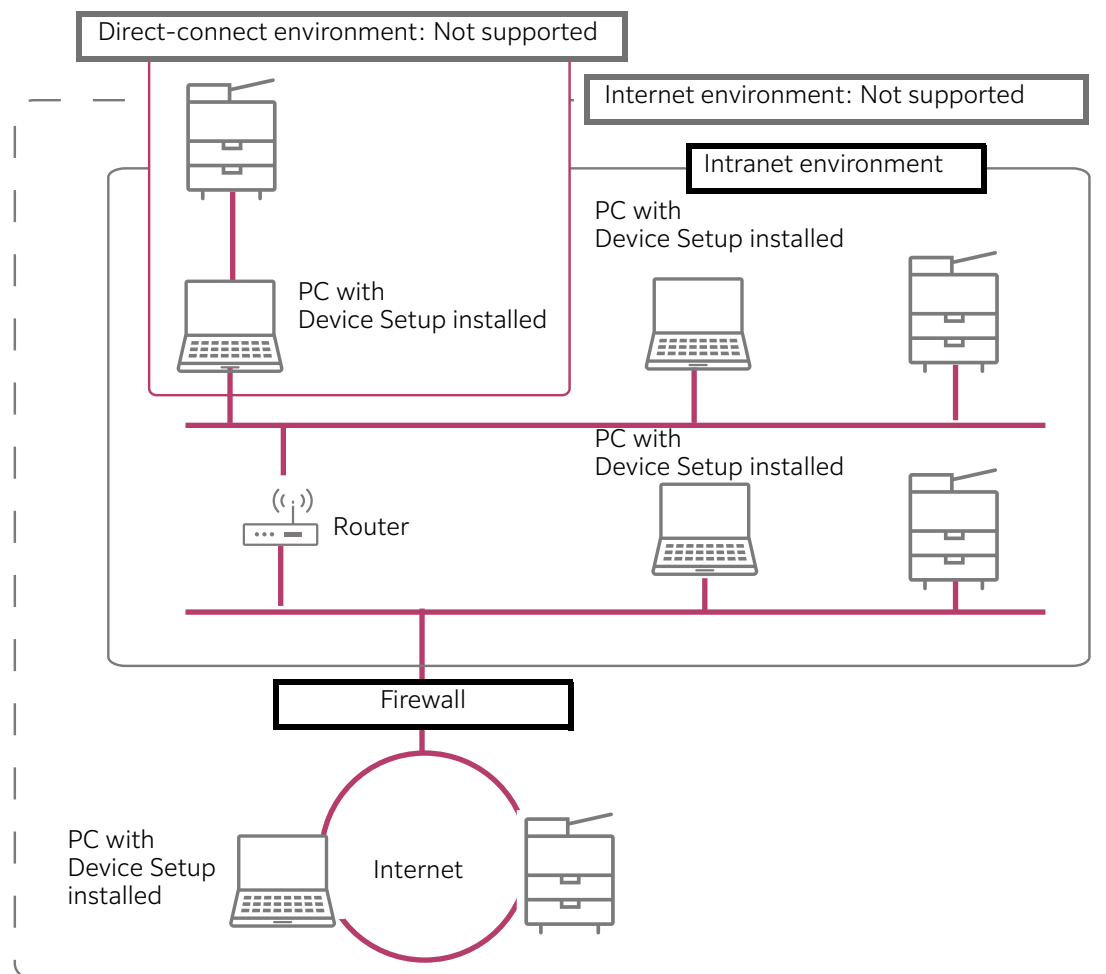 Direct-connect environment: Not supported
Internet environment: Not supported
Intranet environment
PC with
Device Setup installed
PC with
Device Setup installed
PC with
Device Setup installed
Router
Firewall
PC with
Device Setup
installed
Internet